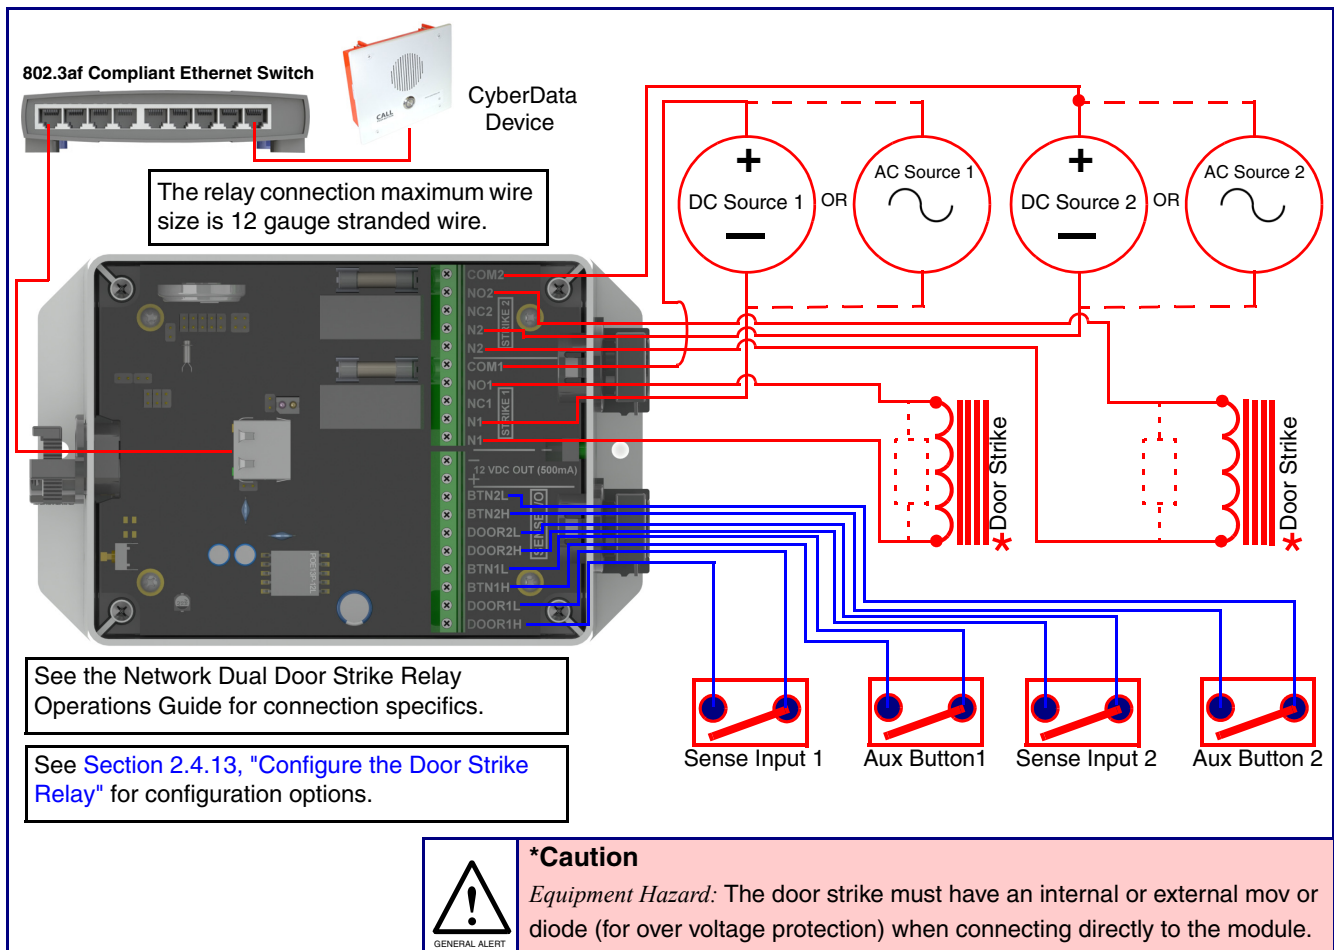 802.3af Compliant Ethernet Switch
CALL
CyberData
Device
The relay connection maximum wire
size is 12 gauge stranded wire.
+
DC Source 1
—
OR
AC Source 1
+
DC Source 2
—
OR
AC Source 2
COM2
NO2
NC2
N2
N2
STRIKE 2
COM1
NO1
NC1
N1
N1
STRIKE 1
−
+
12 VDC OUT (500mA)
BTN2L
BTN2H
DOOR2L
DOOR2H
BTN1L
BTN1H
DOOR1L
DOOR1H
POE13P-12L
*Door Strike
*Door Strike
Sense Input 1
Aux Button1
Sense Input 2
Aux Button 2
See the Network Dual Door Strike Relay
Operations Guide for connection specifics.
See Section 2.4.13, "Configure the Door Strike
Relay" for configuration options.
GENERAL ALERT
*Caution
Equipment Hazard: The door strike must have an internal or external mov or
diode (for over voltage protection) when connecting directly to the module.